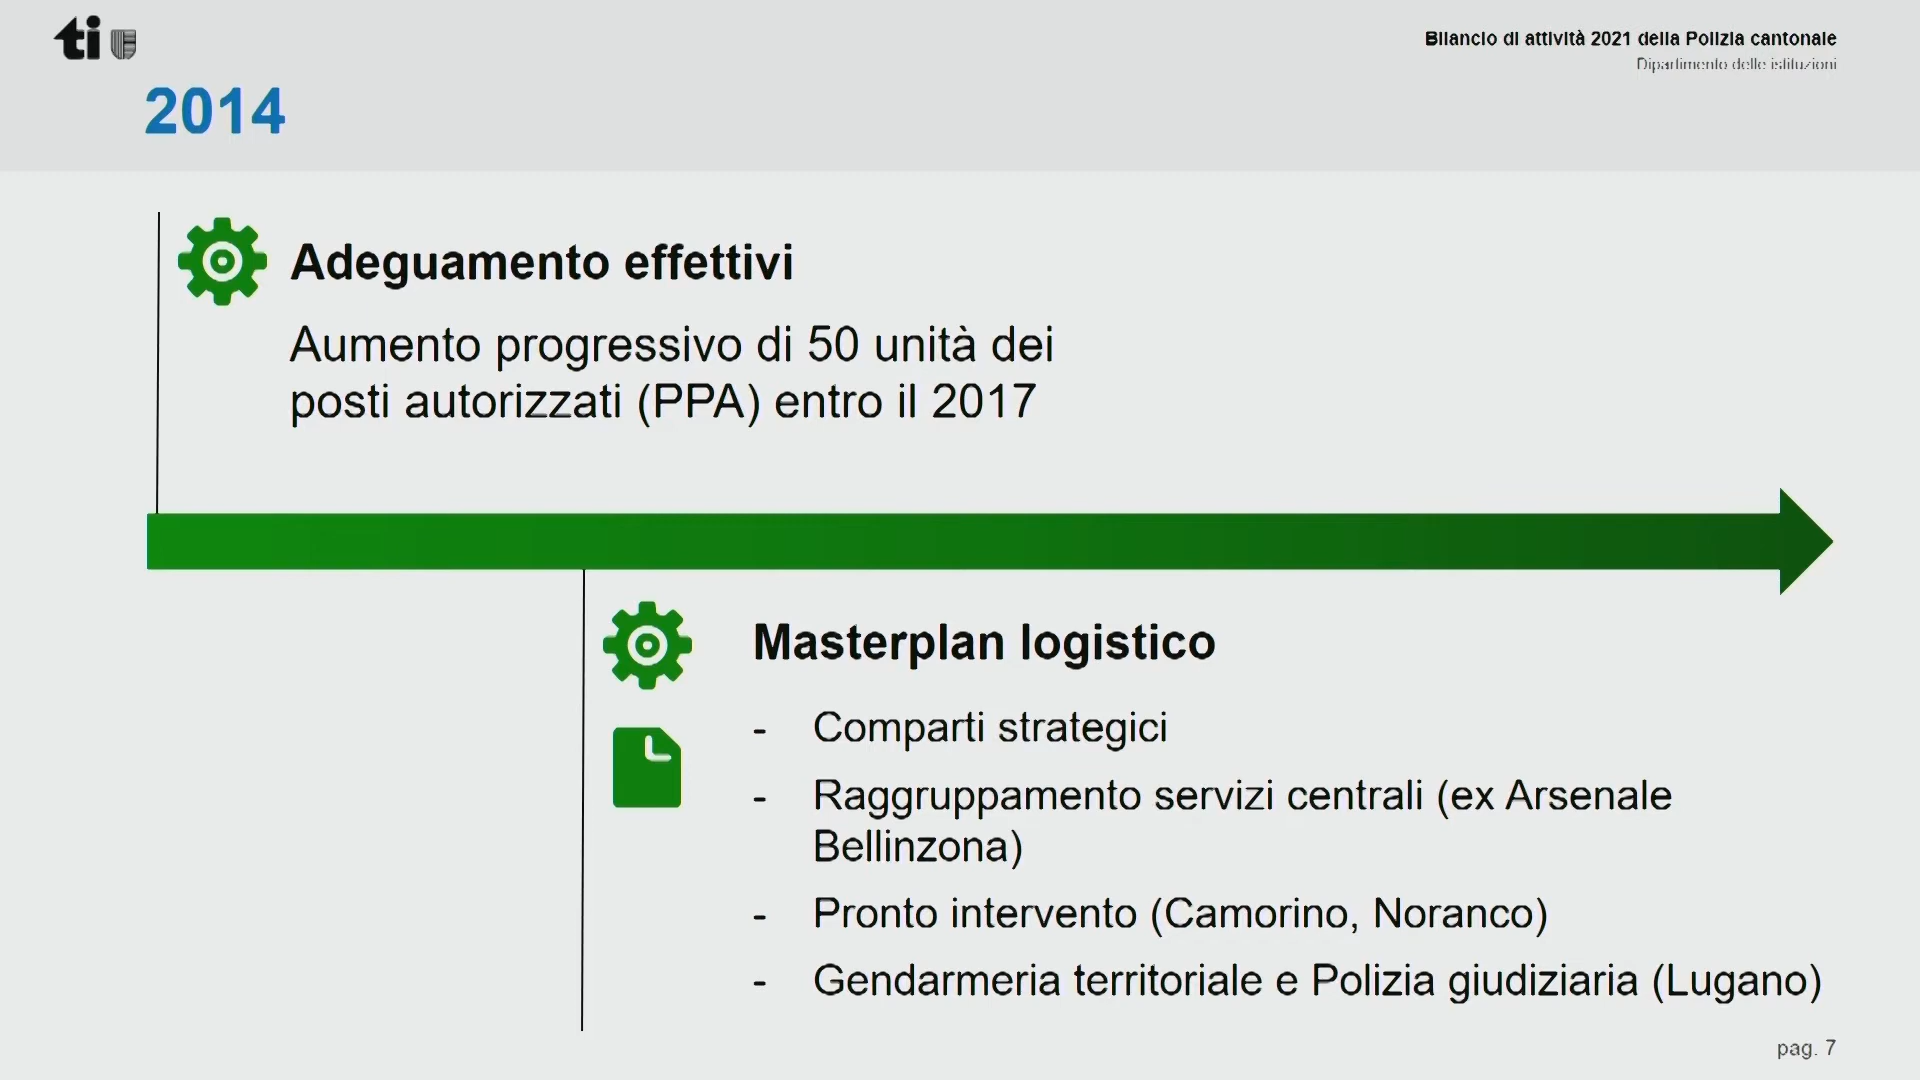 ti
Bilancio di attività 2021 della Polizia cantonale
Dipartimento delle istituzioni
2014
Adeguamento effettivi
Aumento progressivo di 50 unità dei
posti autorizzati (PPA) entro il 2017
Masterplan logistico
- Comparti strategici
- Raggruppamento servizi centrali (ex Arsenale
Bellinzona)
- Pronto intervento (Camorino, Noranco)
- Gendarmeria territoriale e Polizia giudiziaria (Lugano)
pag. 7